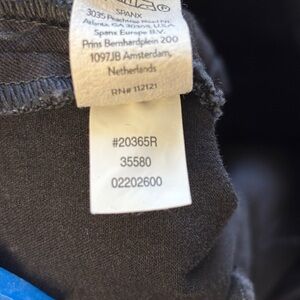 SPANX
3035 Peachtree Road NE
Atlanta, GA 30305, U.S.A.
Spanx Europe B.V.
Prins Bernhardplein 200
1097JB Amsterdam,
Netherlands
RN# 112121
#20365R
35580
02202600